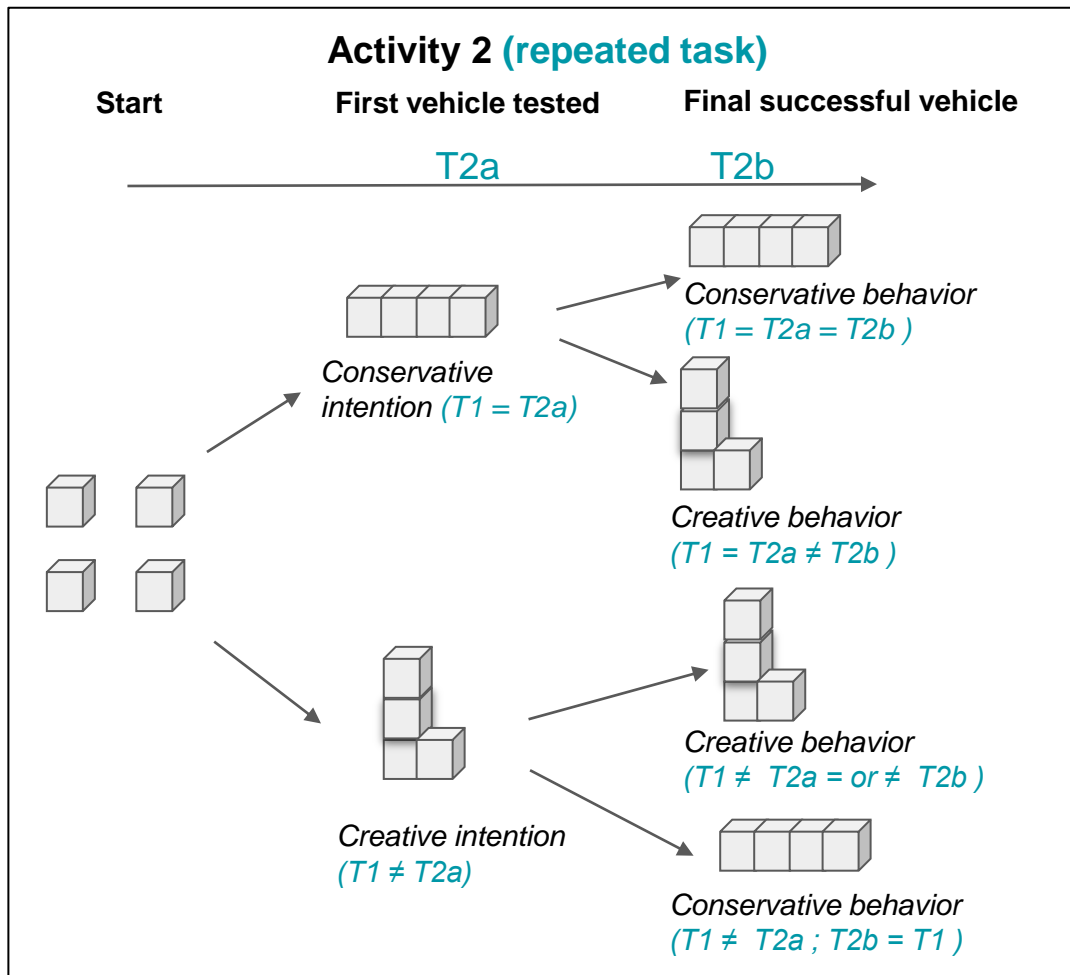 Activity 2 (repeated task)
Start
First vehicle tested
Final successful vehicle
T2a
T2b
Conservative behavior
(T1 = T2a = T2b )
Conservative
intention (T1 = T2a)
Creative behavior
(T1 = T2a ≠ T2b )
Creative behavior
(T1 ≠ T2a = or ≠ T2b )
Creative intention
(T1 ≠ T2a)
Conservative behavior
(T1 ≠ T2a ; T2b = T1 )